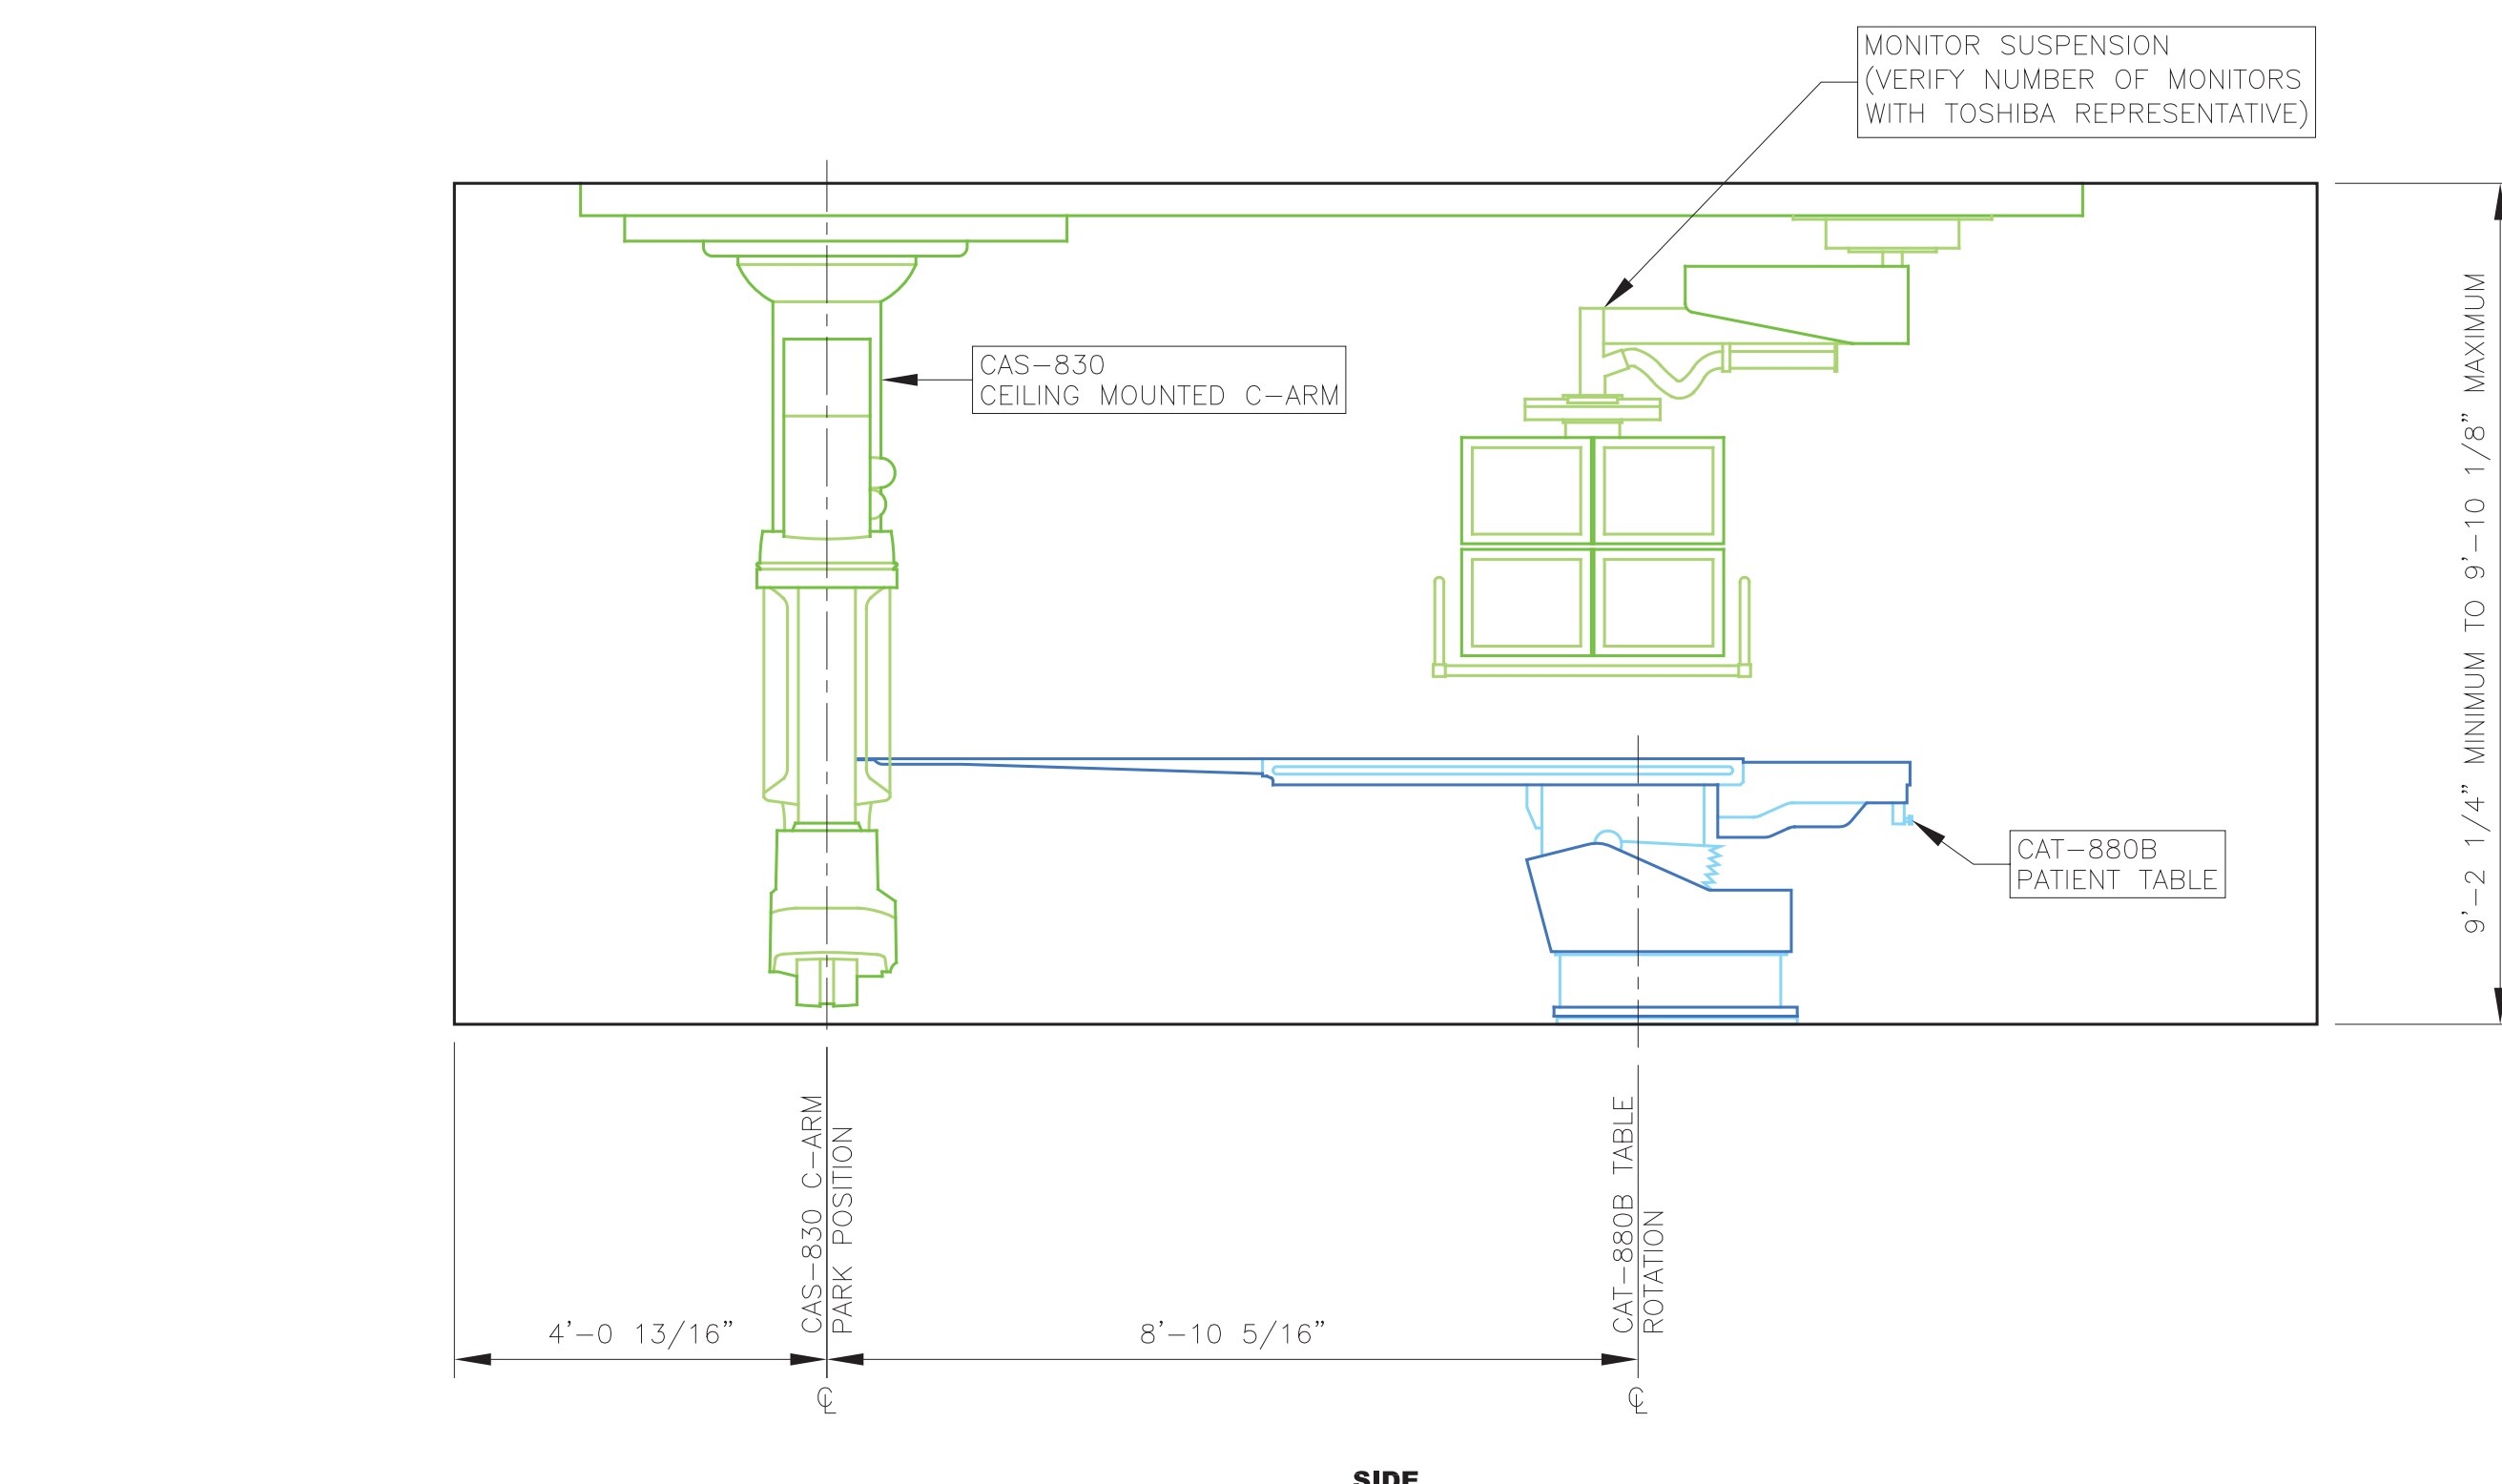 MONITOR SUSPENSION
(VERIFY NUMBER OF MONITORS
WITH TOSHIBA REPRESENTATIVE)
CAS-830
CEILING MOUNTED C-ARM
9'-2 1/4" MINIMUM TO 9'-10 1/8" MAXIMUM
CAT-880B
PATIENT TABLE
CAS-830 C-ARM
PARK POSITION
CAT-880B TABLE
ROTATION
4'-0 13/16"
8'-10 5/16"
℄
℄
SIDE